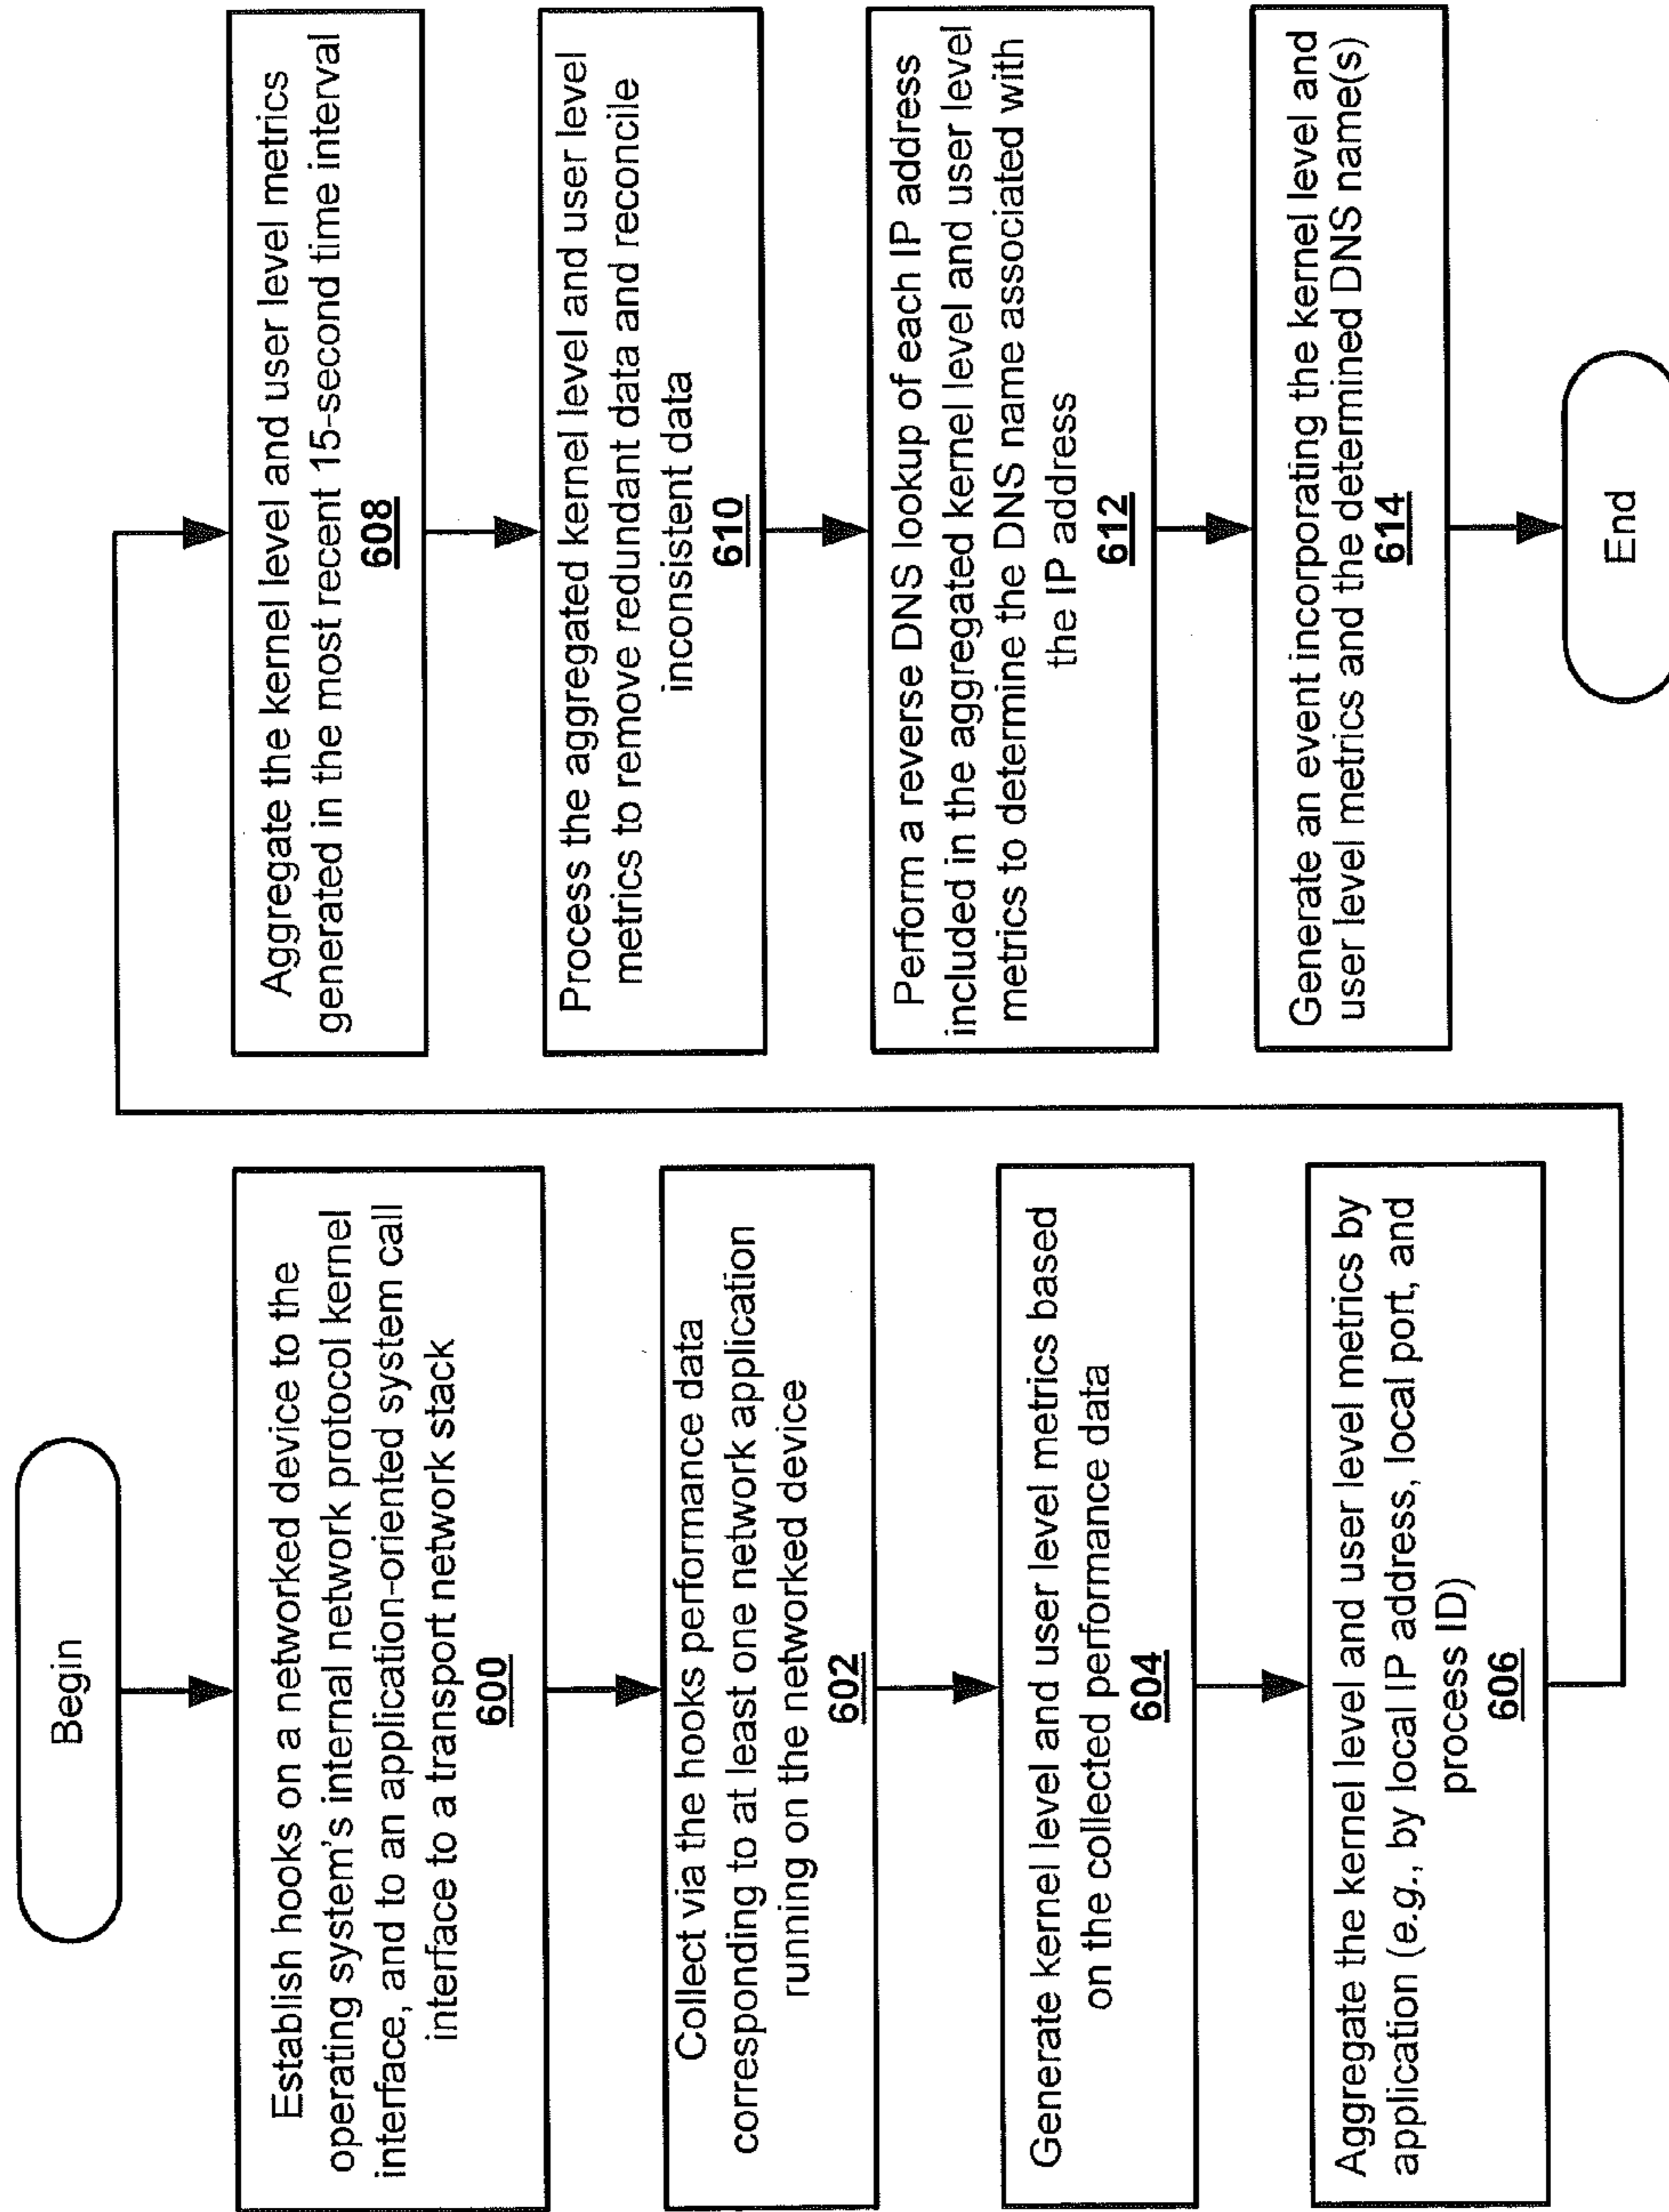 Begin
Establish hooks on a networked device to the
operating system's internal network protocol kernel
interface, and to an application-oriented system call
interface to a transport network stack
600
Collect via the hooks performance data
corresponding to at least one network application
running on the networked device
602
Generate kernel level and user level metrics based
on the collected performance data
604
Aggregate the kernel level and user level metrics by
application (e.g., by local IP address, local port, and
process ID)
606
Aggregate the kernel level and user level metrics
generated in the most recent 15-second time interval
608
Process the aggregated kernel level and user level
metrics to remove redundant data and reconcile
inconsistent data
610
Perform a reverse DNS lookup of each IP address
included in the aggregated kernel level and user level
metrics to determine the DNS name associated with
the IP address
612
Generate an event incorporating the kernel level and
user level metrics and the determined DNS name(s)
614
End